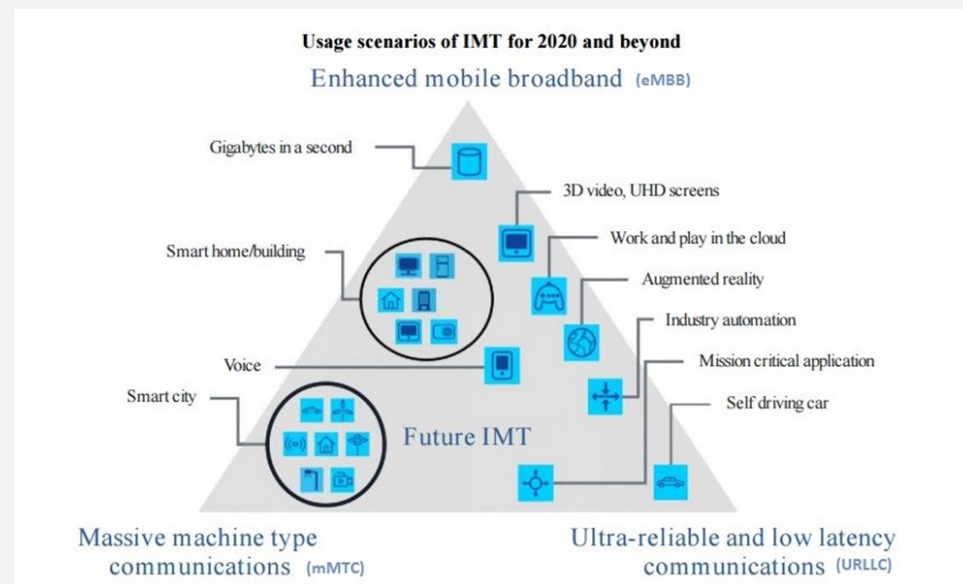 Usage scenarios of IMT for 2020 and beyond
Enhanced mobile broadband (eMBB)
Gigabytes in a second
3D video, UHD screens
Work and play in the cloud
Smart home/building
Augmented reality
Industry automation
Mission critical application
Voice
Self driving car
Smart city
Future IMT
Massive machine type
communications (mMTC)
Ultra-reliable and low latency
communications (URLLC)